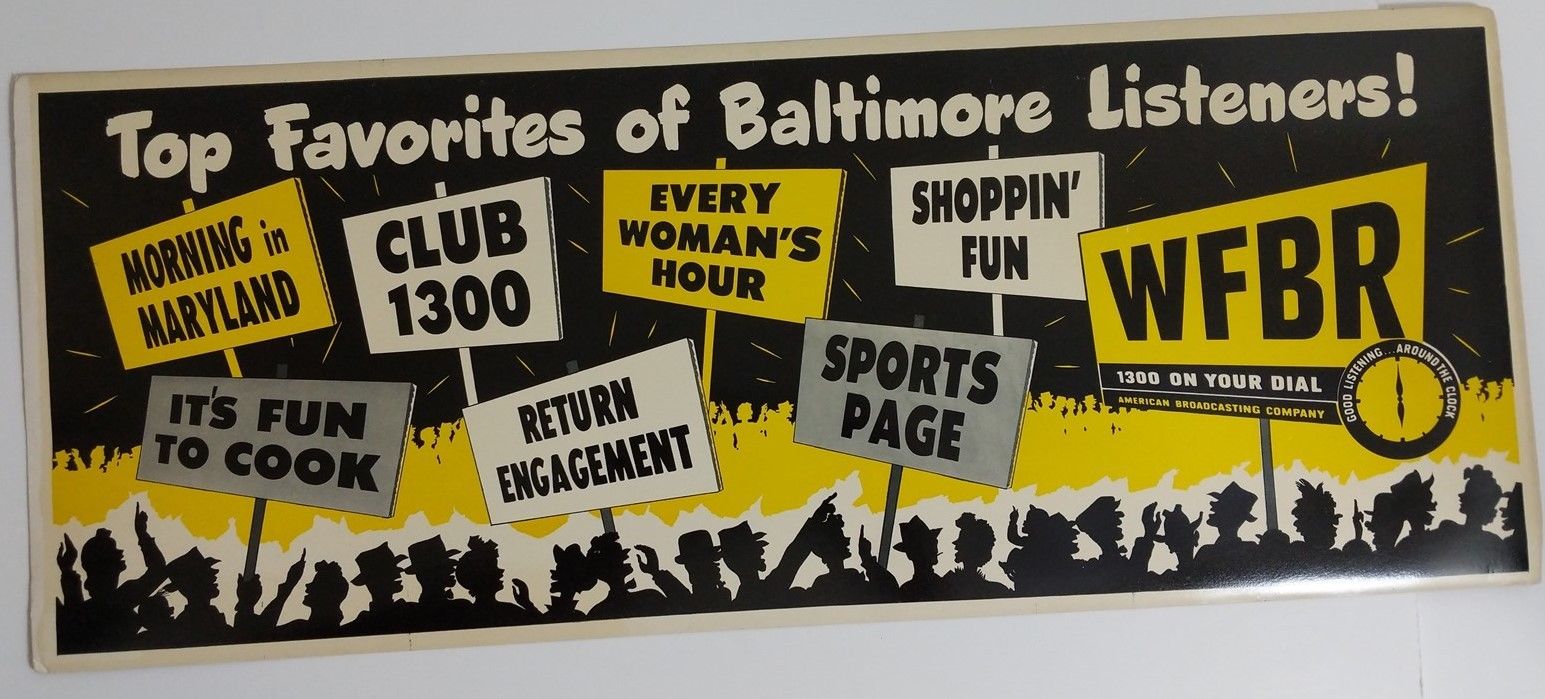 Top Favorites of Baltimore Listeners!
MORNING in
MARYLAND
CLUB
1300
EVERY
WOMAN'S
HOUR
SHOPPIN'
FUN
WFBR
1300 ON YOUR DIAL
AMERICAN BROADCASTING COMPANY
GOOD LISTENING...AROUND THE CLOCK
IT'S FUN
TO COOK
RETURN
ENGAGEMENT
SPORTS
PAGE